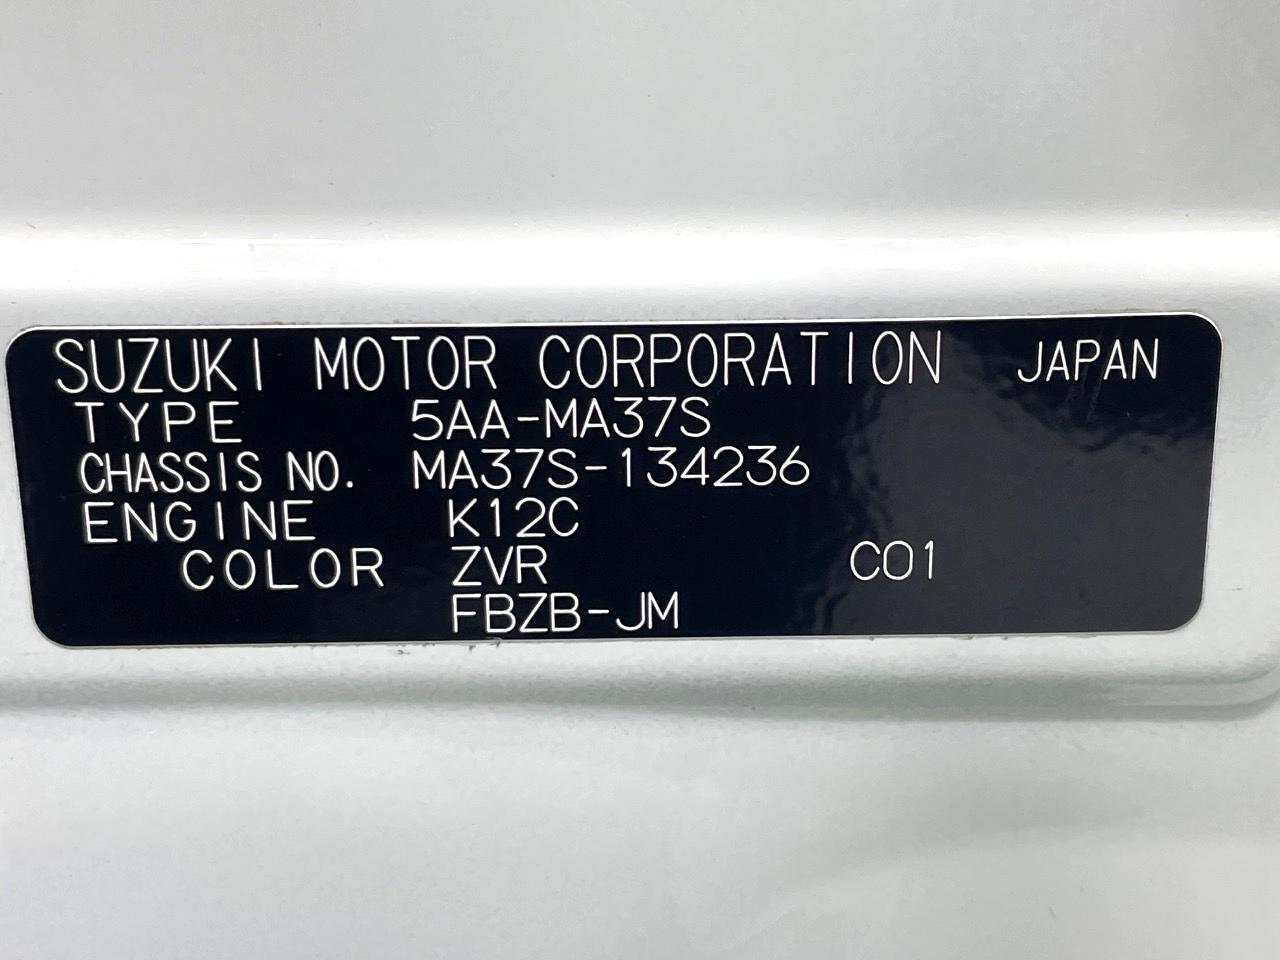 SUZUKI MOTOR CORPORATION JAPAN
TYPE 5AA-MA37S
CHASSIS NO. MA37S-134236
ENGINE K12C
COLOR ZVR C01
FBZB-JM